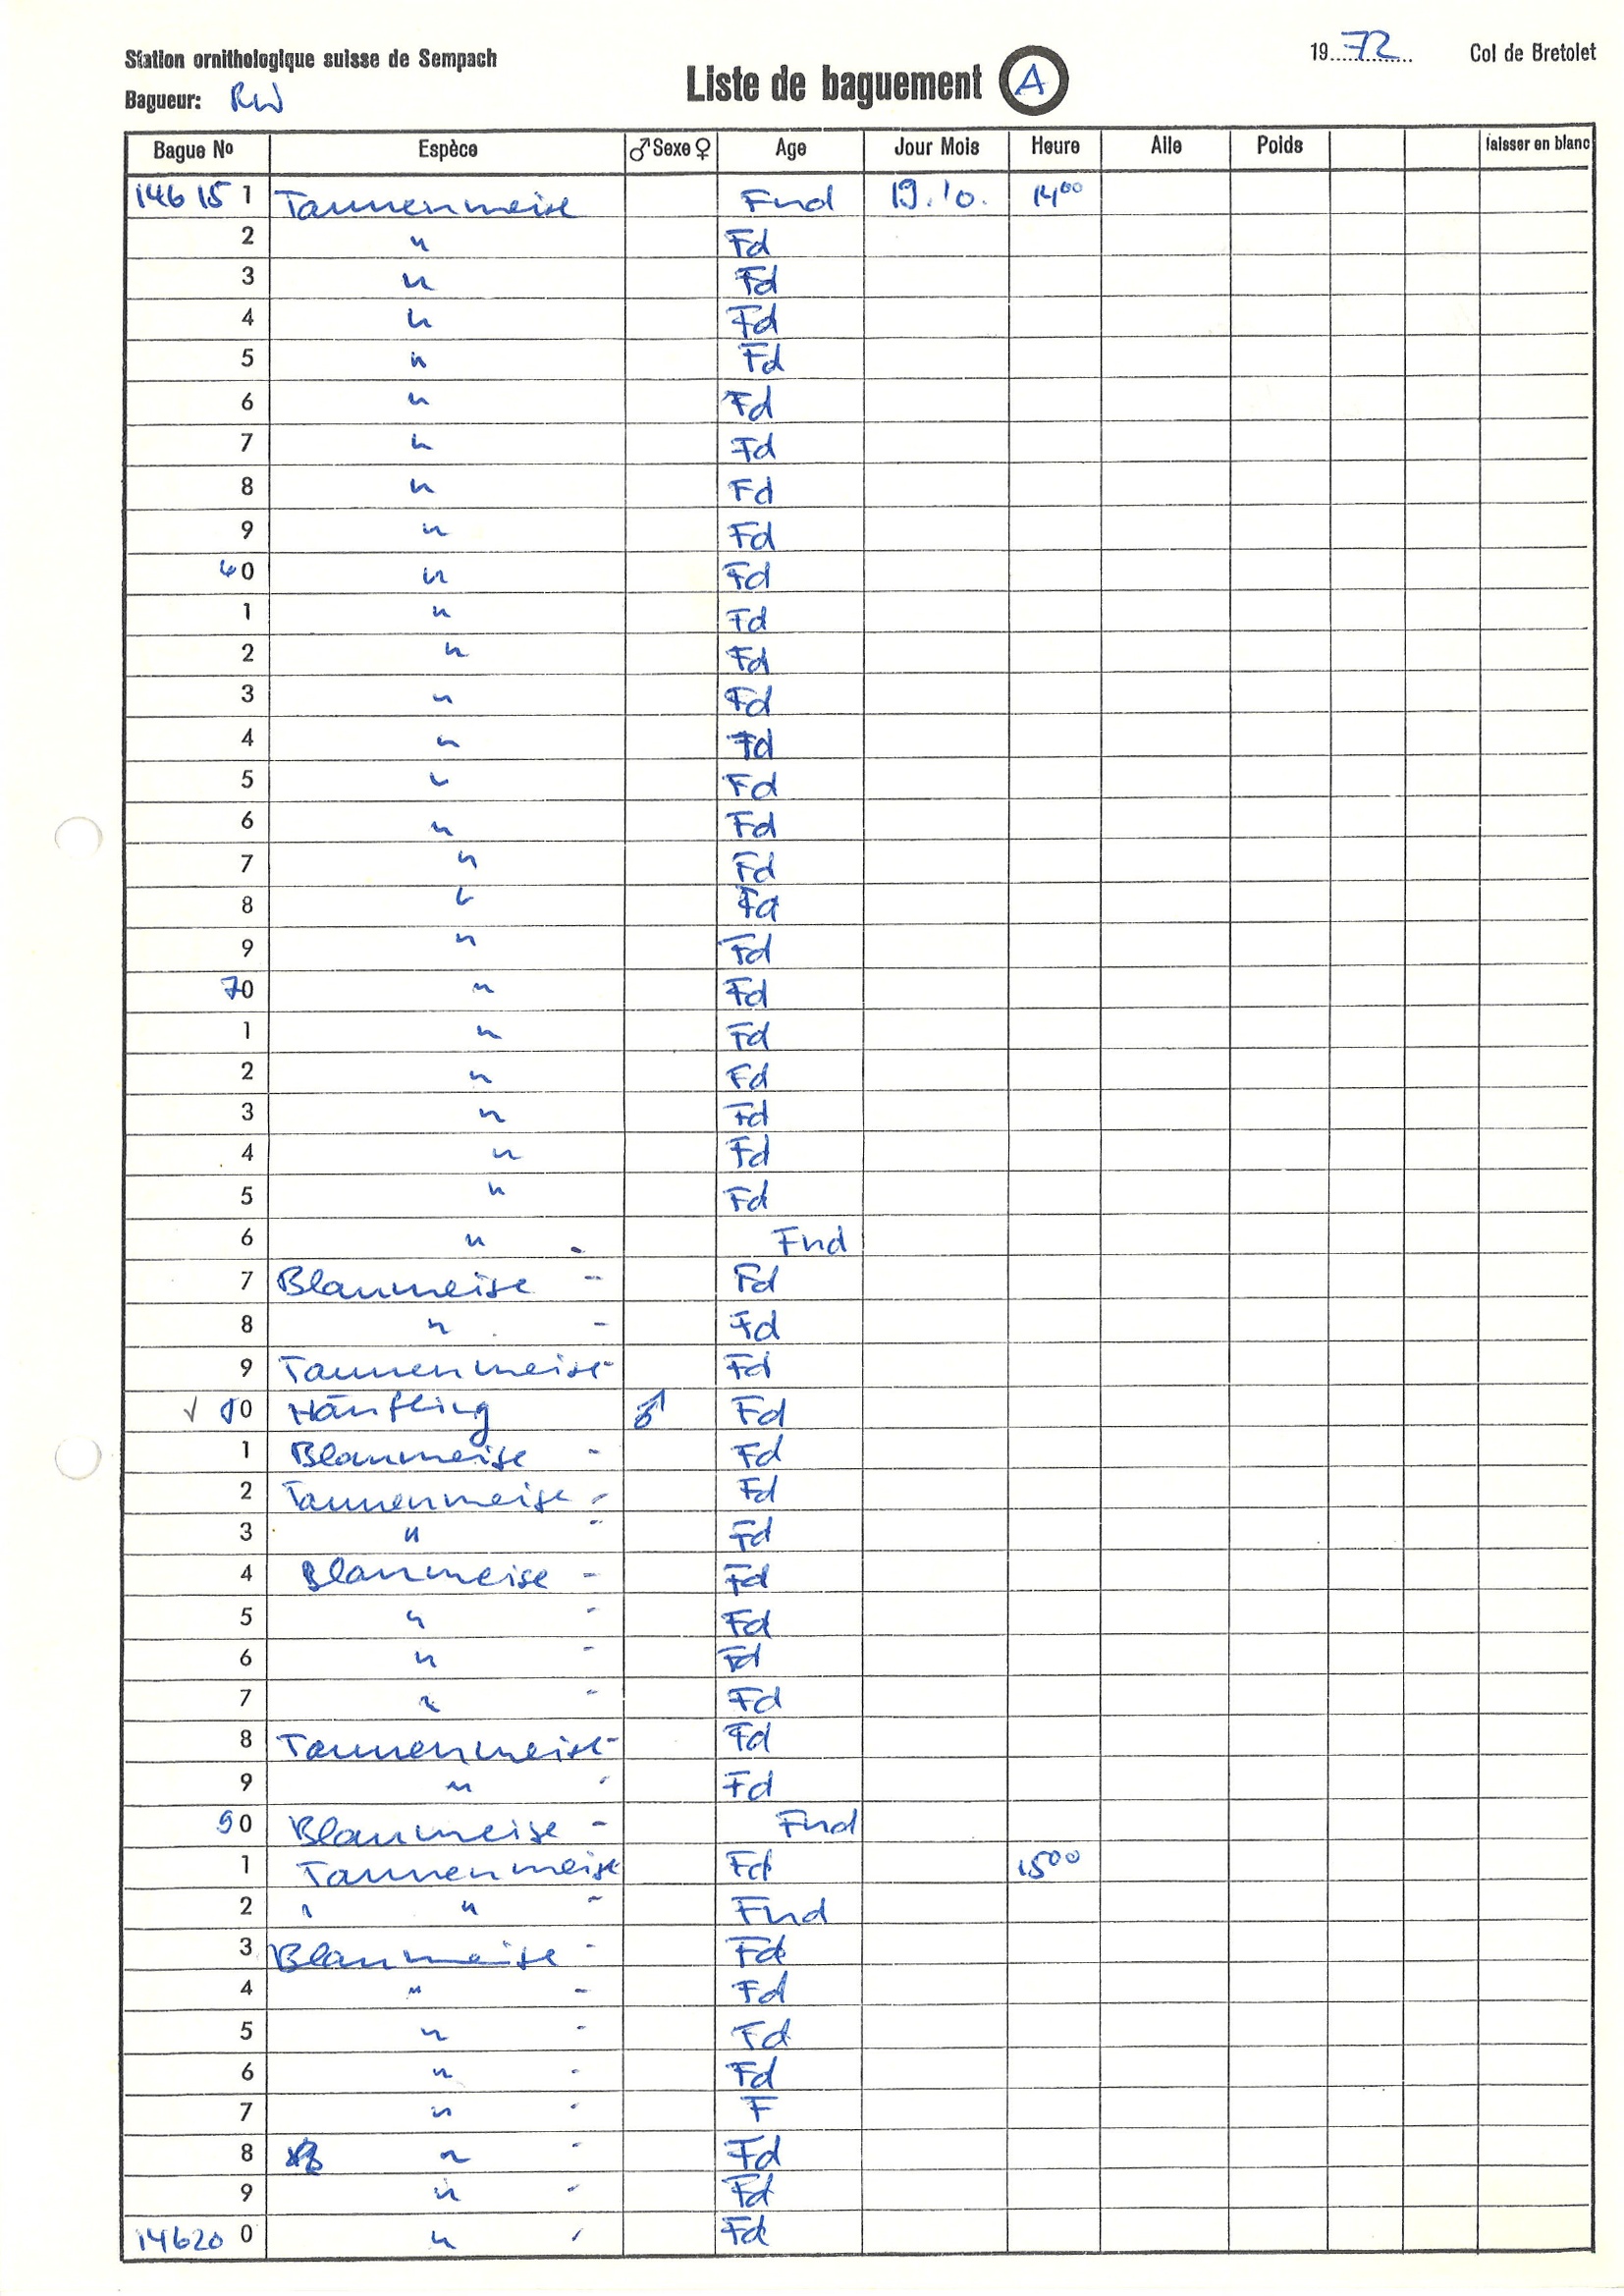 Station ornithologique suisse de Sempach
19 72 Col de Bretolet
Bagueur: RW
Liste de baguement A
Bague No Espèce ♂ Sexe ♀ Age Jour Mois Heure Alle Poids laisser en blanc
14615 1 Tannenmeise Fnd 19.10. 14⁰⁰
2 " Fd
3 " Fd
4 " Fd
5 " Fd
6 " Fd
7 " Fd
8 " Fd
9 " Fd
60 " Fd
1 " Fd
2 " Fd
3 " Fd
4 " Fd
5 " Fd
6 " Fd
7 " Fd
8 " Fd
9 " Fd
70 " Fd
1 " Fd
2 " Fd
3 " Fd
4 " Fd
5 " Fd
6 " - Fnd
7 Blaumeise - Fd
8 " - Fd
9 Tannenmeise - Fd
✓ 80 Hänfling ♂ Fd
1 Blaumeise - Fd
2 Tannenmeise - Fd
3 " - Fd
4 Blaumeise - Fd
5 " - Fd
6 " - Fd
7 " - Fd
8 Tannenmeise - Fd
9 " - Fd
90 Blaumeise - Fnd
1 Tannenmeise Fd 15⁰⁰
2 " " - Fnd
3 Blaumeise - Fd
4 " - Fd
5 " - Fd
6 " - Fd
7 " - F
8 " - Fd
9 " - Fd
14620 0 " - Fd